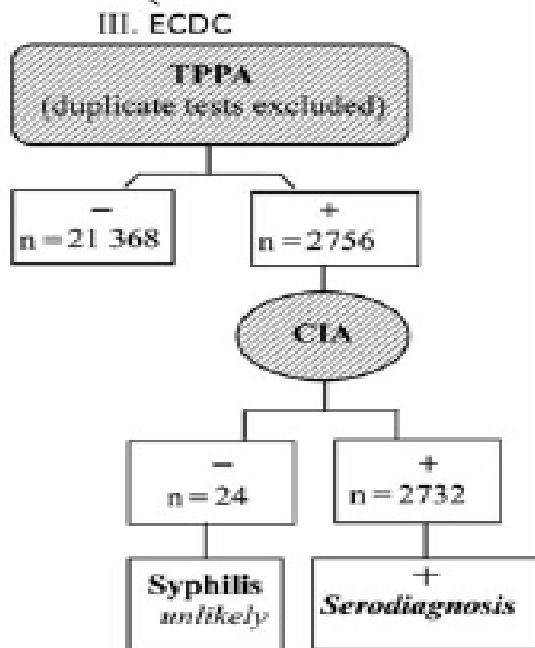 III. ECDC
TPPA
(duplicate tests excluded)
−
n = 21 368
+
n = 2756
CIA
−
n = 24
+
n = 2732
Syphilis
unlikely
+
Serodiagnosis